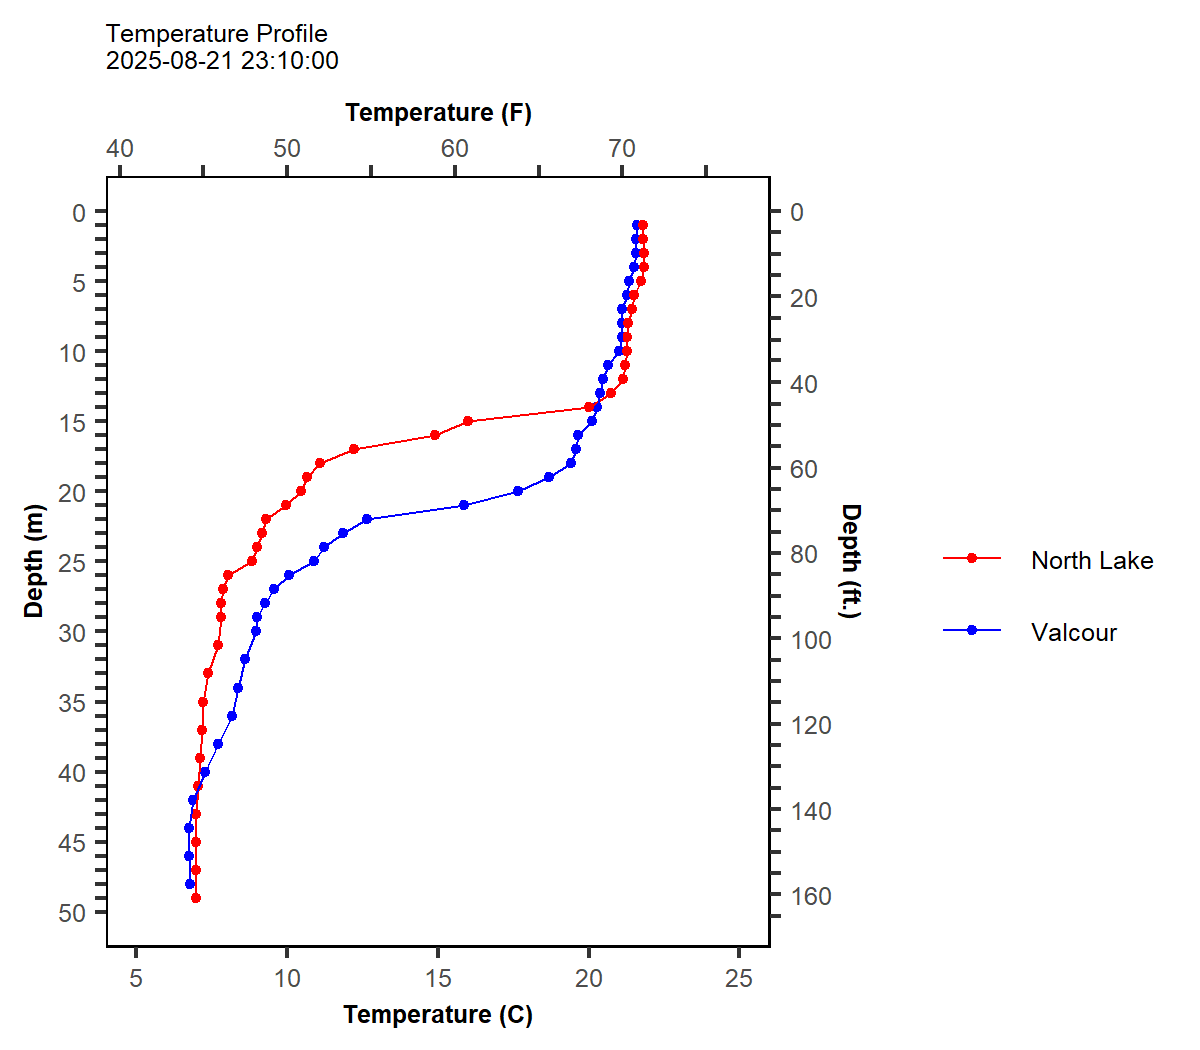 Temperature Profile
2025-08-21 23:10:00
Temperature (F)
40 50 60 70
0
5
10
15
20
25
30
35
40
45
50
Depth (m)
0
20
40
60
80
100
120
140
160
Depth (ft.)
North Lake
Valcour
5 10 15 20 25
Temperature (C)